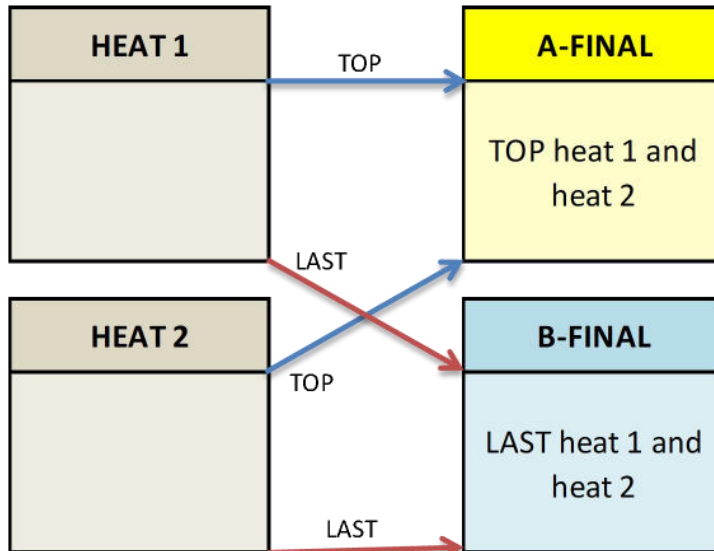 HEAT 1
TOP
A-FINAL
TOP heat 1 and
heat 2
LAST
HEAT 2
TOP
B-FINAL
LAST heat 1 and
heat 2
LAST